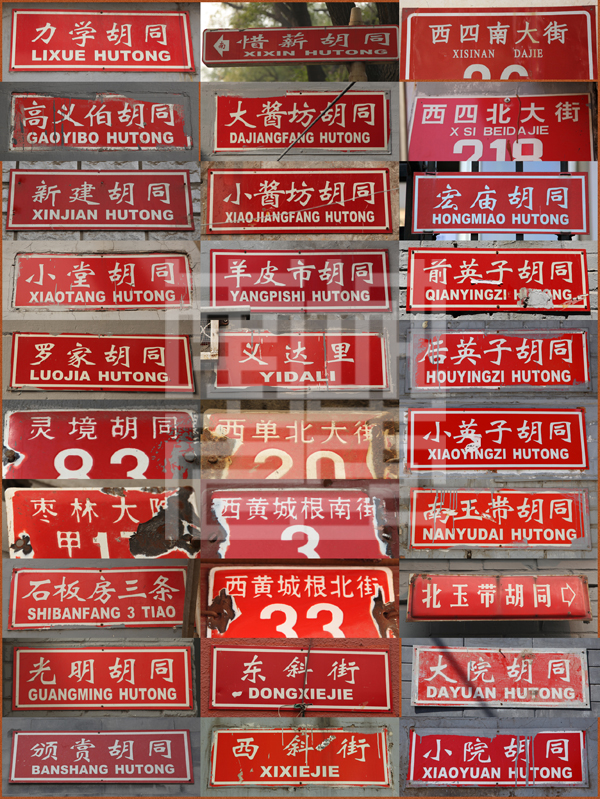 力学胡同
LIXUE HUTONG
惜薪胡同
XIXIN HUTONG
西四南大街
XISINAN DAJIE
高义伯胡同
GAOYIBO HUTONG
大醬坊胡同
DAJIANGFANG HUTONG
西四北大街
X SI BEIDAJIE
218
新建胡同
XINJIAN HUTONG
小醬坊胡同
XIAOJIANGFANG HUTONG
宏庙胡同
HONGMIAO HUTONG
小堂胡同
XIAOTANG HUTONG
羊皮市胡同
YANGPISHI HUTONG
前英子胡同
QIANYINGZI HUTONG
罗家胡同
LUOJIA HUTONG
义达里
YIDALI
后英子胡同
HOUYINGZI HUTONG
灵境胡同
83
西单北大街
20
小英子胡同
XIAOYINGZI HUTONG
枣林大院
甲1
西黄城根南街
3
南玉带胡同
NANYUDAI HUTONG
石板房三条
SHIBANFANG 3 TIAO
西黄城根北街
33
北玉带胡同
光明胡同
GUANGMING HUTONG
东斜街
DONGXIEJIE
大院胡同
DAYUAN HUTONG
颁赏胡同
BANSHANG HUTONG
西斜街
XIXIEJIE
小院胡同
XIAOYUAN HUTONG